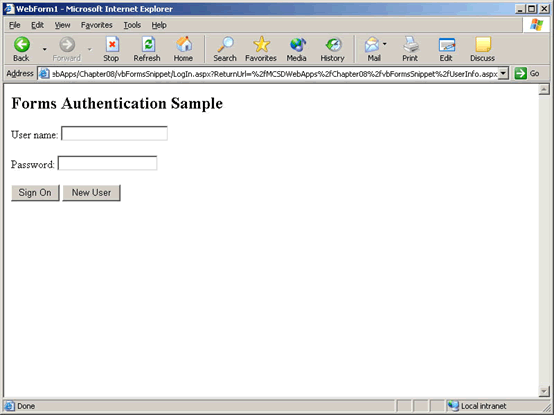 WebForm1 - Microsoft Internet Explorer
File Edit View Favorites Tools Help
Back Forward Stop Refresh Home Search Favorites Media History Mail Print Edit Discuss
Address ebApps/Chapter08/vbFormsSnippet/LogIn.aspx?ReturnUrl=%2fMCSDWebApps%2fChapter08%2fvbFormsSnippet%2fUserInfo.aspx Go
Forms Authentication Sample
User name:
Password:
Sign On New User
Done Local intranet